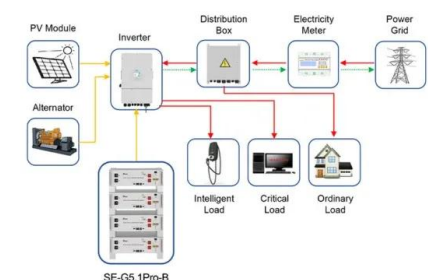 PV Module
Inverter
Distribution
Box
Electricity
Meter
Power
Grid
Alternator
Intelligent
Load
Critical
Load
Ordinary
Load
SE-G5.1Pro-B